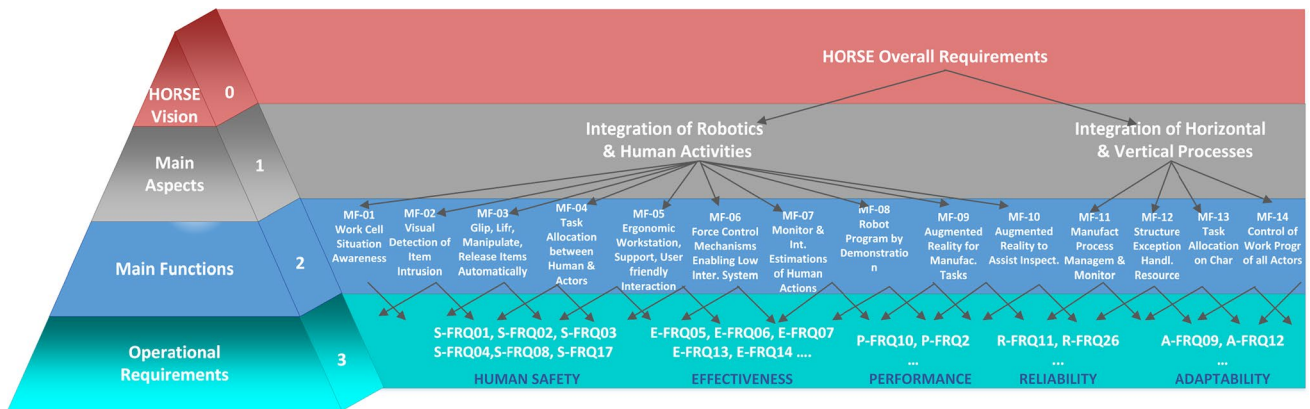 HORSE
Vision
0
Main
Aspects
1
Main Functions
2
Operational
Requirements
3
HORSE Overall Requirements
Integration of Robotics
& Human Activities
Integration of Horizontal
& Vertical Processes
MF-01
Work Cell
Situation
Awareness
MF-02
Visual
Detection of
Item
Intrusion
MF-03
Glip, Lifr,
Manipulate,
Release Items
Automatically
MF-04
Task
Allocation
between
Human &
Actors
MF-05
Ergonomic
Workstation,
Support, User
friendly
Interaction
MF-06
Force Control
Mechanisms
Enabling Low
Inter. System
MF-07
Monitor &
Int.
Estimations
of Human
Actions
MF-08
Robot
Program by
Demonstratio
n
MF-09
Augmented
Reality for
Manufac.
Tasks
MF-10
Augmented
Reality to
Assist Inspect.
MF-11
Manufact
Process
Managem &
Monitor
MF-12
Structure
Exception
Handl.
Resource
MF-13
Task
Allocation
on Char
MF-14
Control of
Work Progr
of all Actors
S-FRQ01, S-FRQ02, S-FRQ03
S-FRQ04,S-FRQ08, S-FRQ17
HUMAN SAFETY
E-FRQ05, E-FRQ06, E-FRQ07
E-FRQ13, E-FRQ14 ....
EFFECTIVENESS
P-FRQ10, P-FRQ2
...
PERFORMANCE
R-FRQ11, R-FRQ26
...
RELIABILITY
A-FRQ09, A-FRQ12
...
ADAPTABILITY